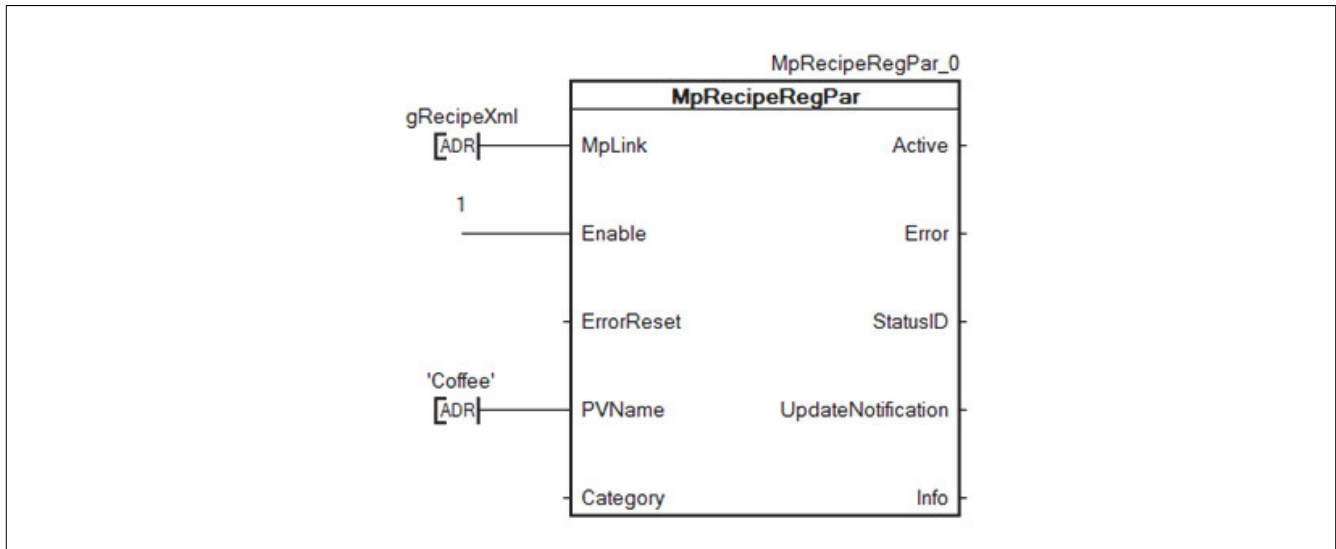 MpRecipeRegPar_0
MpRecipeRegPar
gRecipeXml
ADR
MpLink
Active
1
Enable
Error
ErrorReset
StatusID
'Coffee'
ADR
PVName
UpdateNotification
Category
Info